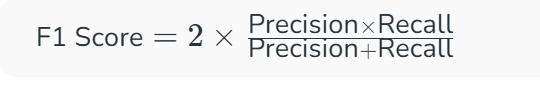 F1 Score = 2 × Precision×Recall
Precision+Recall